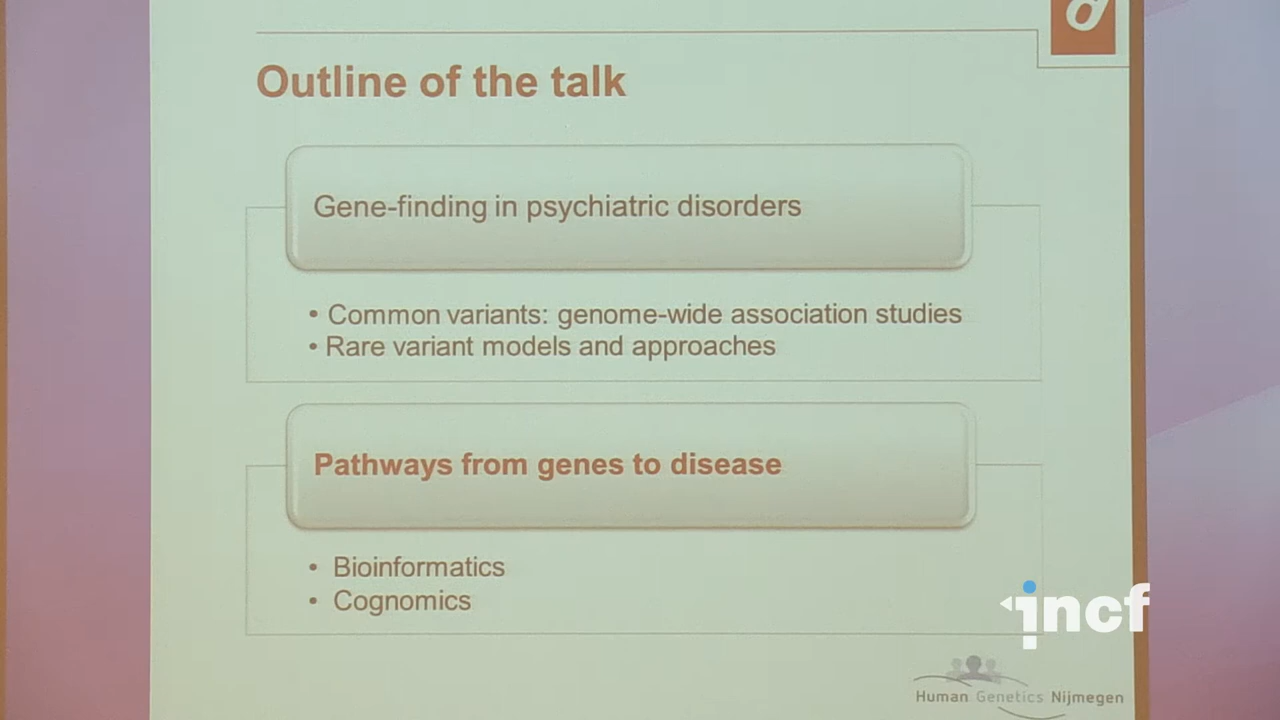 Outline of the talk
Gene-finding in psychiatric disorders
• Common variants: genome-wide association studies
• Rare variant models and approaches
Pathways from genes to disease
• Bioinformatics
• Cognomics
incf
Human Genetics Nijmegen